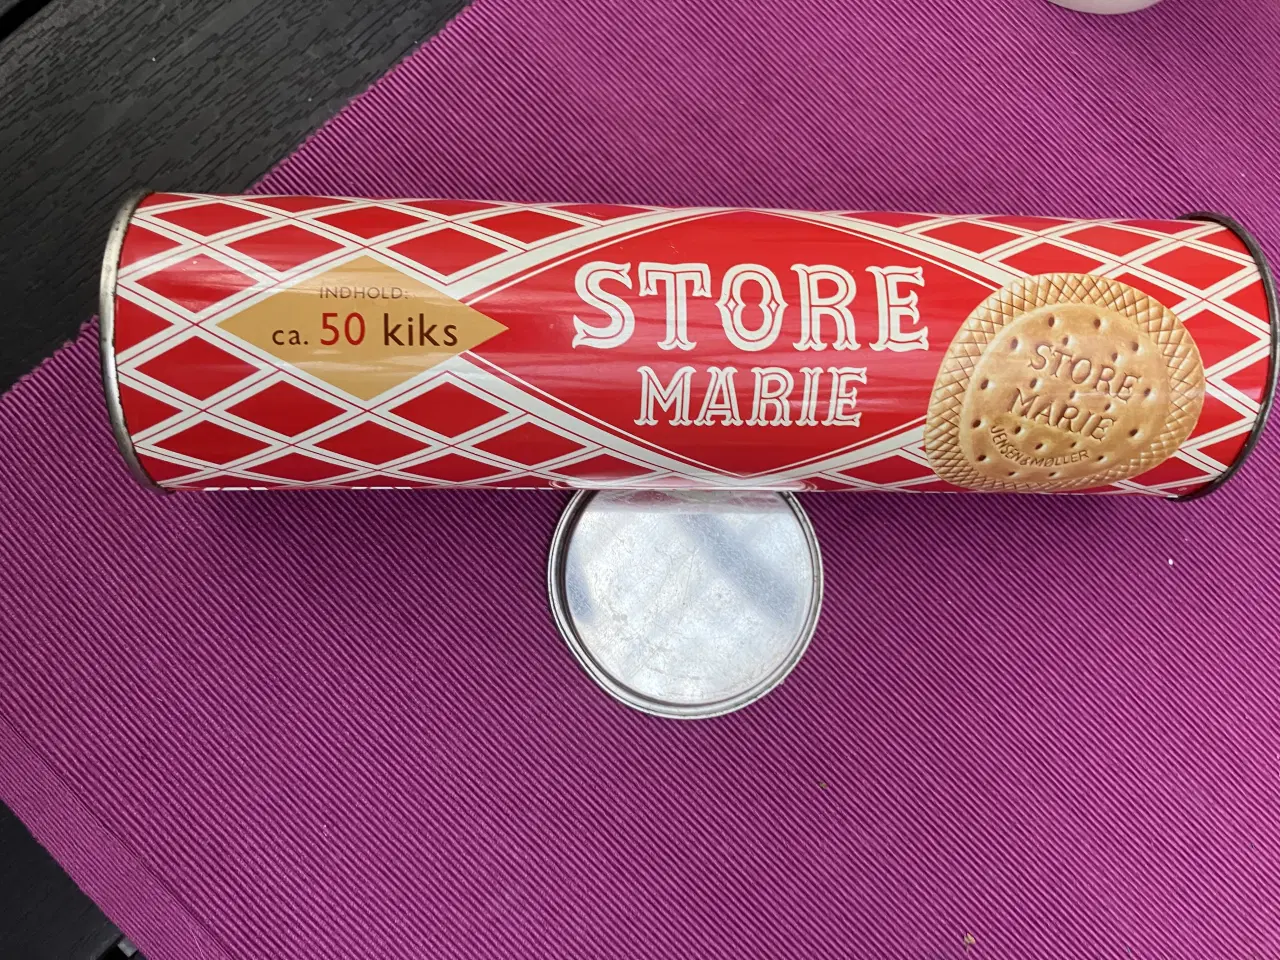 INDHOLD:
ca. 50 kiks
STORE
MARIE
STORE
MARIE
JENSEN & MØLLER